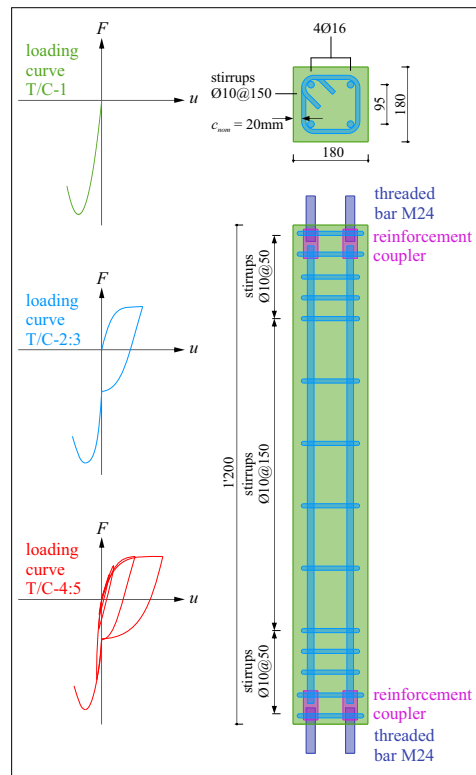 F
loading
curve
T/C-1
u
4Ø16
stirrups
Ø10@150
c_nom = 20mm
95
180
180
threaded
bar M24
reinforcement
coupler
stirrups
Ø10@50
F
loading
curve
T/C-2:3
u
stirrups
Ø10@150
1'200
F
loading
curve
T/C-4:5
u
stirrups
Ø10@50
reinforcement
coupler
threaded
bar M24